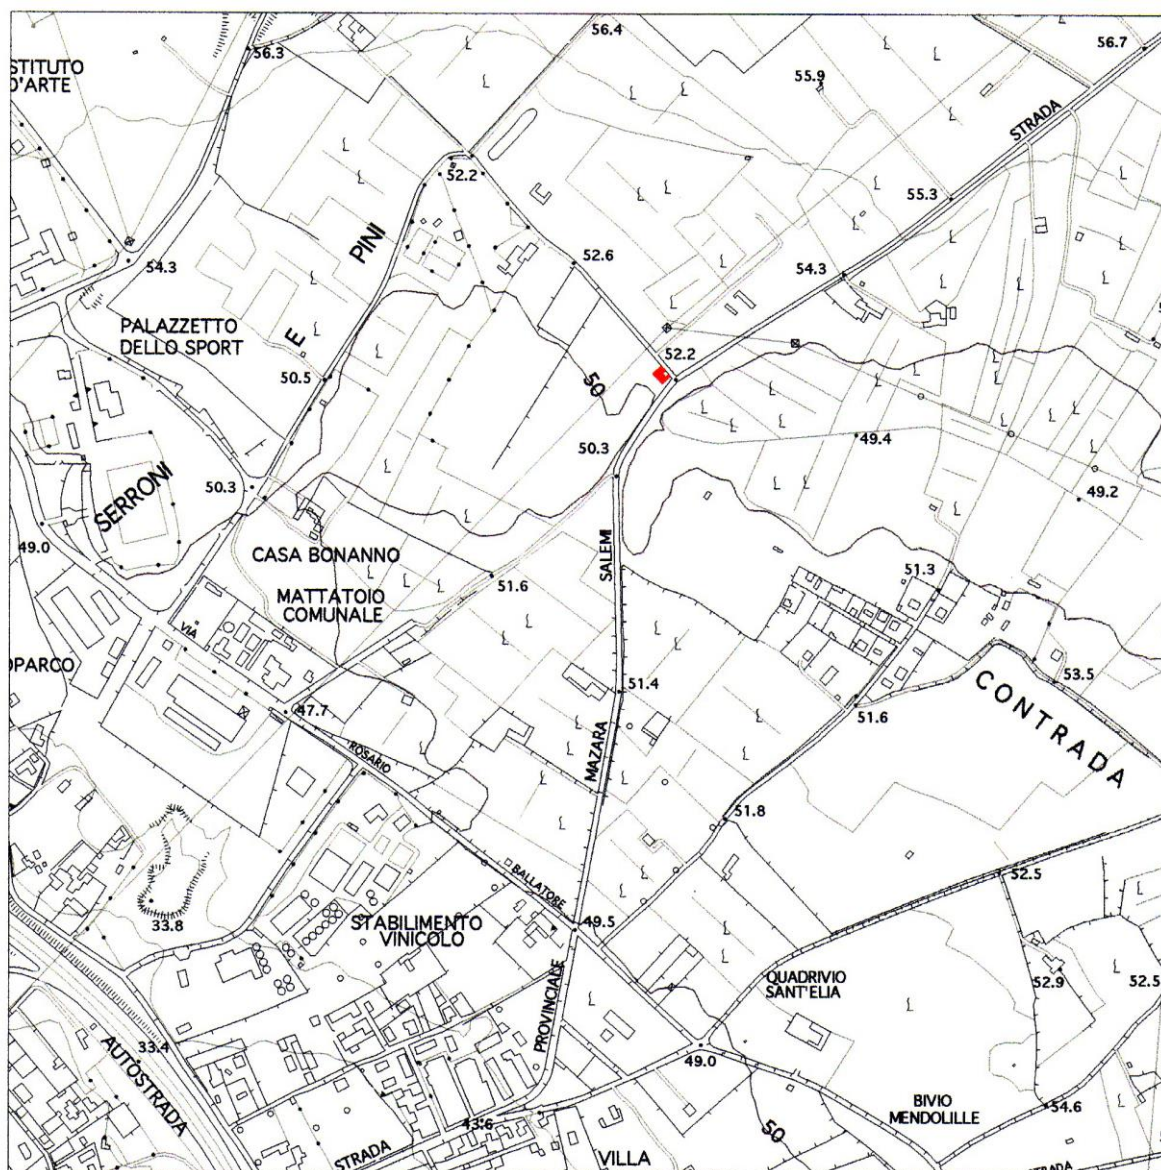 56.4
56.7
56.3
STITUTO
D'ARTE
55.9
STRADA
52.2
55.3
PINI
54.3
52.6
54.3
PALAZZETTO
DELLO SPORT
E
52.2
50.5
50
49.4
50.3
SERRONI
50.3
49.2
49.0
CASA BONANNO
SALEMI
51.6
51.3
MATTATOIO
COMUNALE
VIA
OPARCO
51.4
53.5
CONTRADA
47.7
51.6
ROSARIO
MAZARA
51.8
BALLATORE
52.5
33.8
STABILIMENTO
VINICOLO
49.5
PROVINCIALE
QUADRIVIO
SANT'ELIA
52.9
52.5
33.4
AUTOSTRADA
49.0
BIVIO
MENDOLILLE
54.6
43.6
50
STRADA
VILLA
STRADA